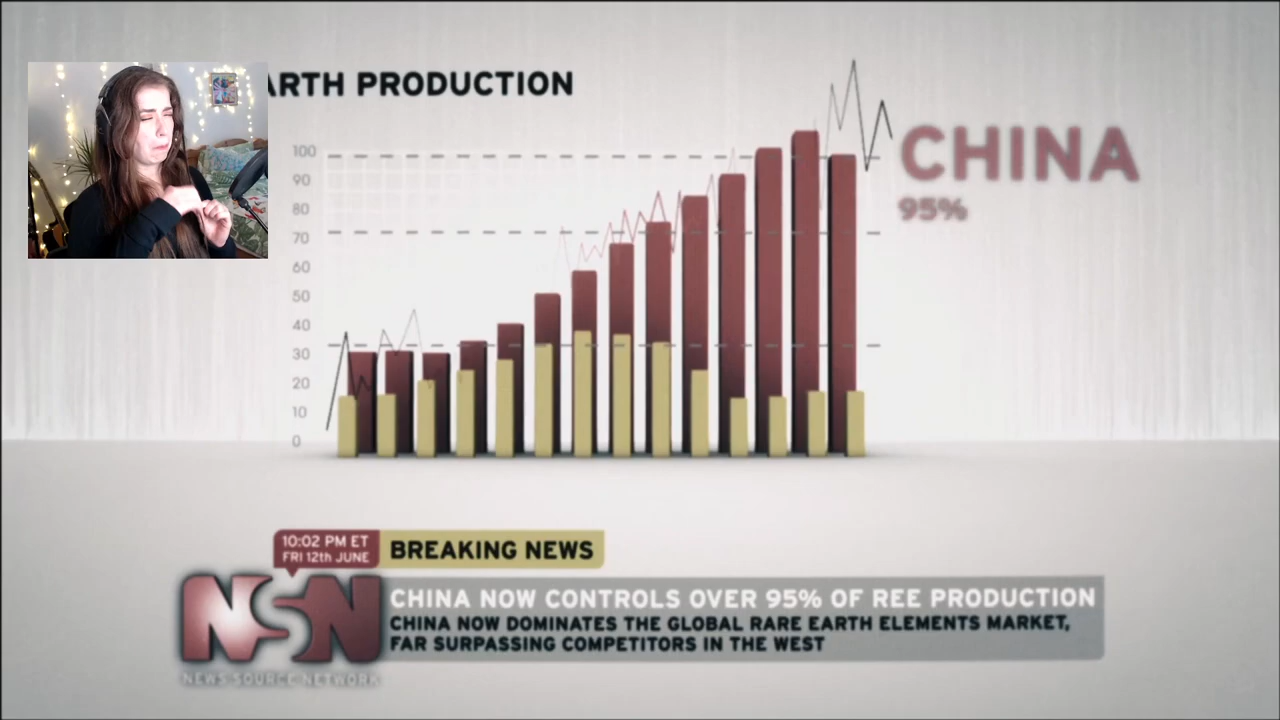 ARTH PRODUCTION
CHINA
95%
100
90
80
70
60
50
40
30
20
10
0
10:02 PM ET
FRI 12th JUNE
BREAKING NEWS
NSN
NEWS SOURCE NETWORK
CHINA NOW CONTROLS OVER 95% OF REE PRODUCTION
CHINA NOW DOMINATES THE GLOBAL RARE EARTH ELEMENTS MARKET,
FAR SURPASSING COMPETITORS IN THE WEST